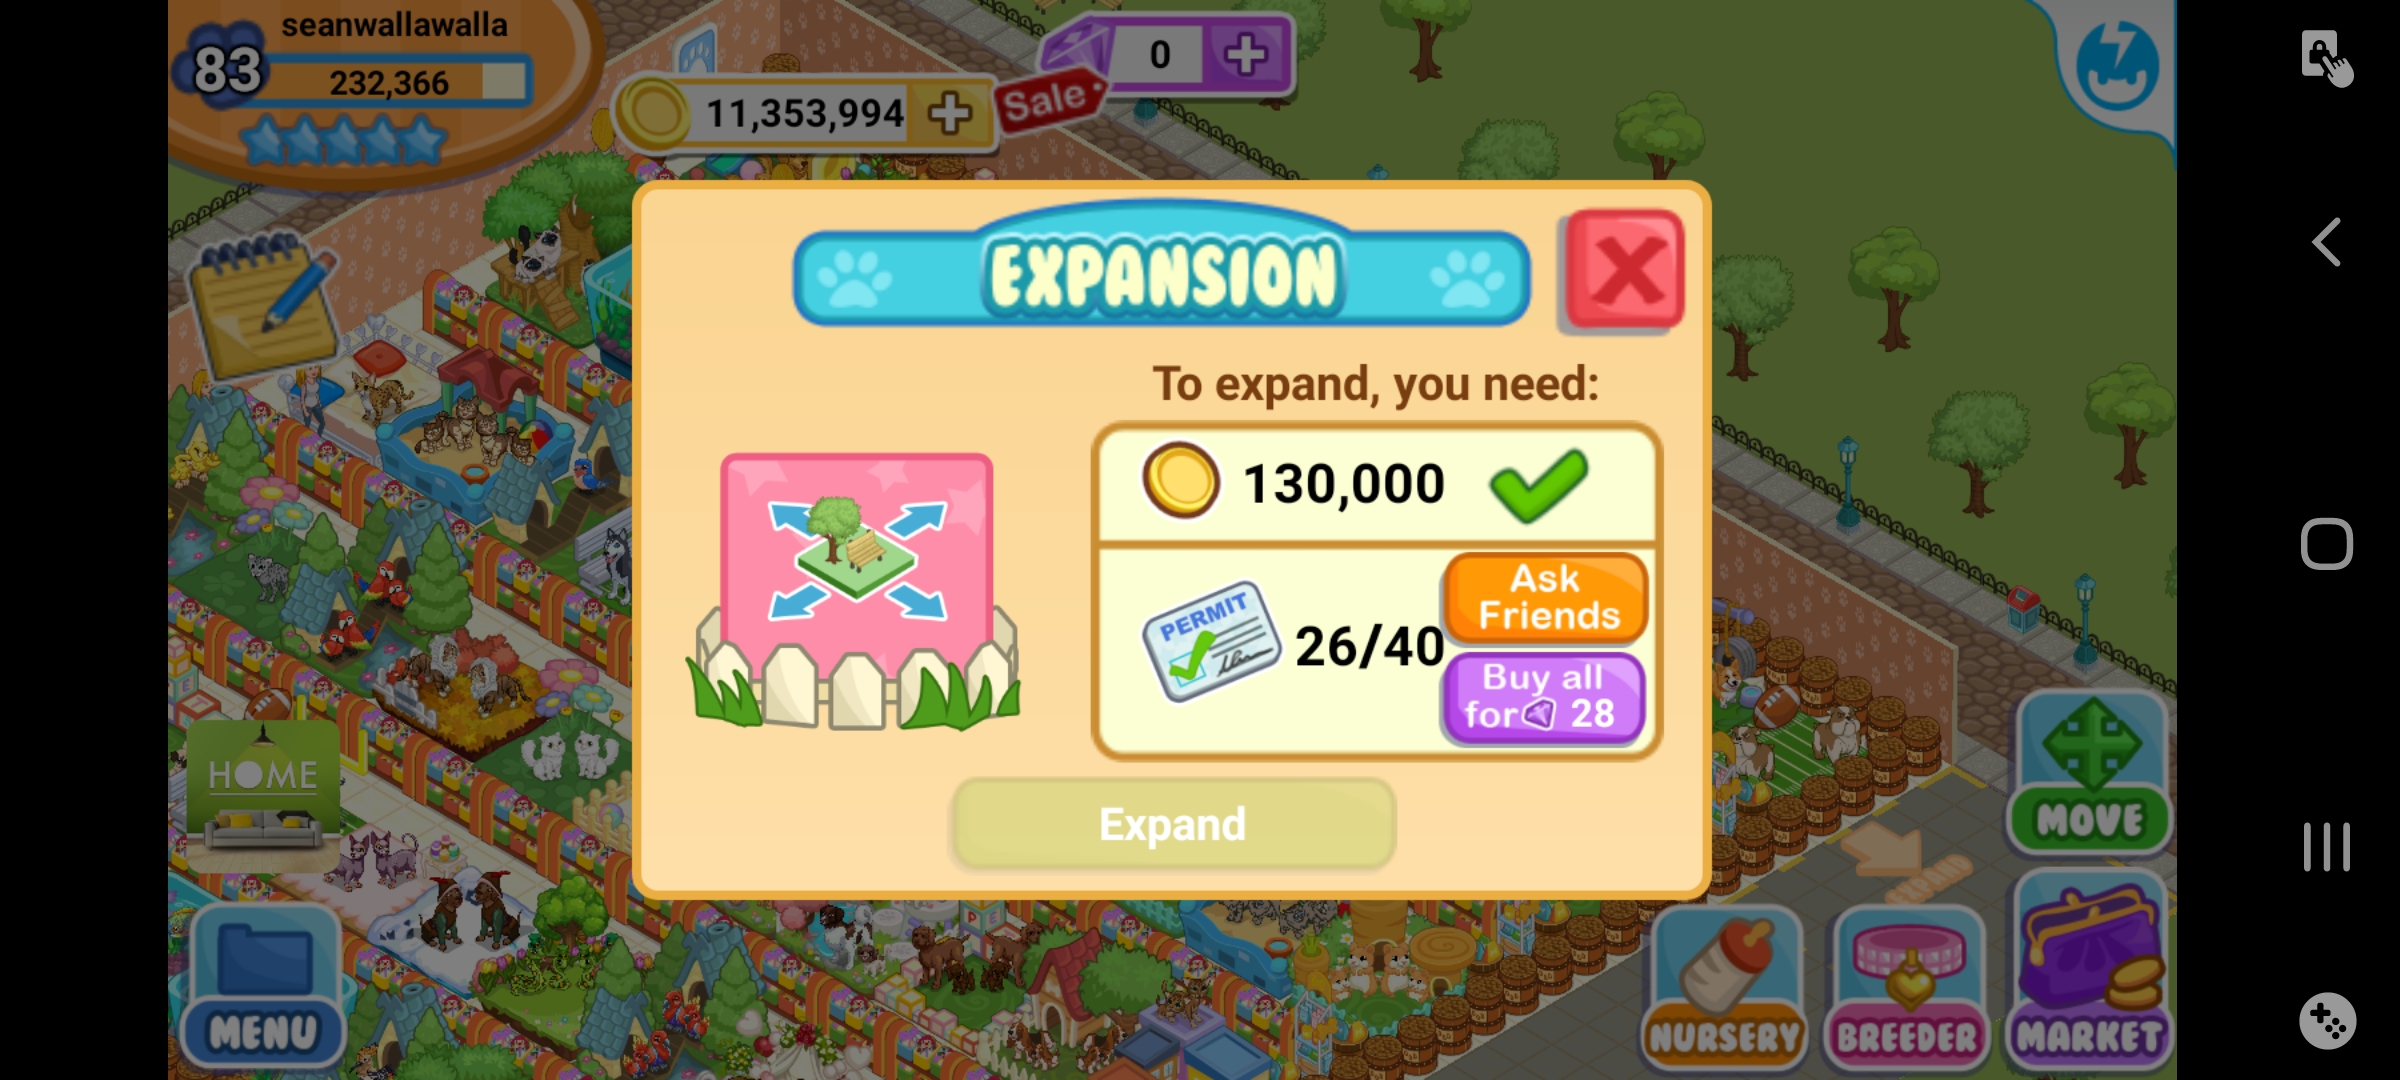 seanwallawalla
83
232,366
0
11,353,994
Sale
EXPANSION
To expand, you need:
130,000
PERMIT
26/40
Ask
Friends
Buy all
for 28
Expand
HOME
MOVE
EXPAND
MENU
NURSERY
BREEDER
MARKET